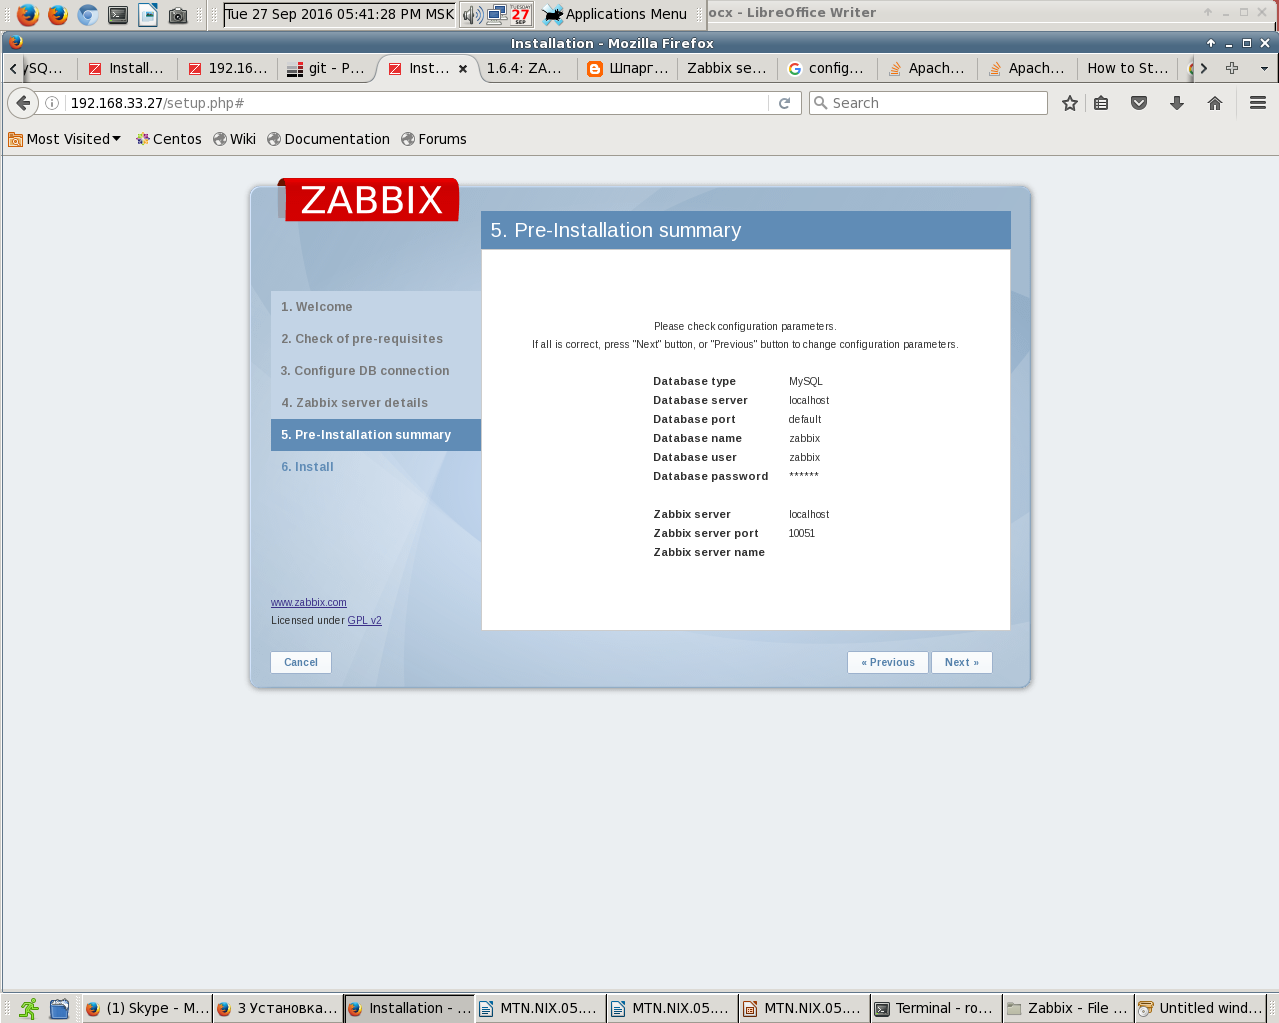 Tue 27 Sep 2016 05:41:28 PM MSK
TUESDAY
27
SEP
Applications Menu
ocx - LibreOffice Writer
Installation - Mozilla Firefox
ySQ...
Install...
192.16...
git - P...
Inst...
1.6.4: ZA...
Шпарг...
Zabbix se...
config...
Apach...
Apach...
How to St...
192.168.33.27/setup.php#
Search
Most Visited
Centos
Wiki
Documentation
Forums
ZABBIX
5. Pre-Installation summary
1. Welcome
2. Check of pre-requisites
3. Configure DB connection
4. Zabbix server details
5. Pre-Installation summary
6. Install
Please check configuration parameters.
If all is correct, press "Next" button, or "Previous" button to change configuration parameters.
Database type MySQL
Database server localhost
Database port default
Database name zabbix
Database user zabbix
Database password ******
Zabbix server localhost
Zabbix server port 10051
Zabbix server name
www.zabbix.com
Licensed under GPL v2
Cancel
« Previous
Next »
(1) Skype - M...
3 Установка...
Installation - ...
MTN.NIX.05....
MTN.NIX.05....
MTN.NIX.05....
Terminal - ro...
Zabbix - File ...
Untitled wind...